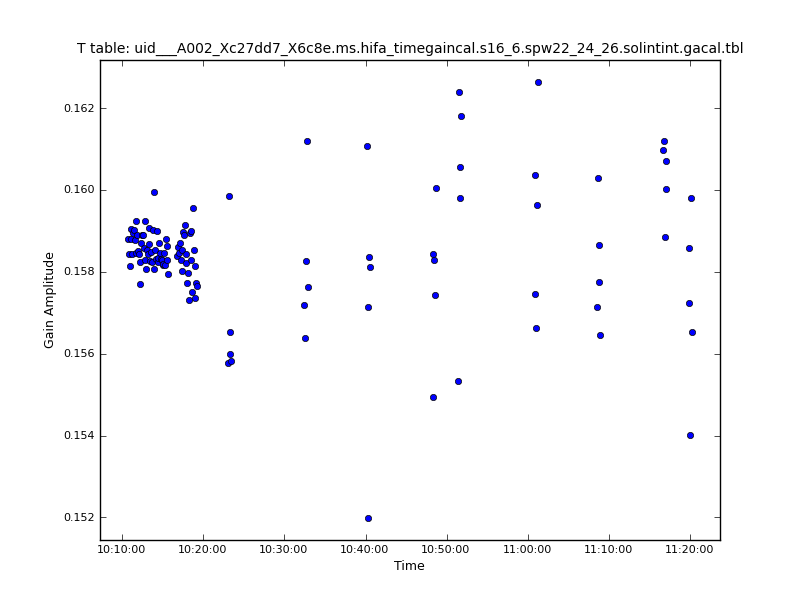 T table: uid___A002_Xc27dd7_X6c8e.ms.hifa_timegaincal.s16_6.spw22_24_26.solintint.gacal.tbl
0.162
0.160
0.158
0.156
0.154
0.152
Gain Amplitude
10:10:00 10:20:00 10:30:00 10:40:00 10:50:00 11:00:00 11:10:00 11:20:00
Time